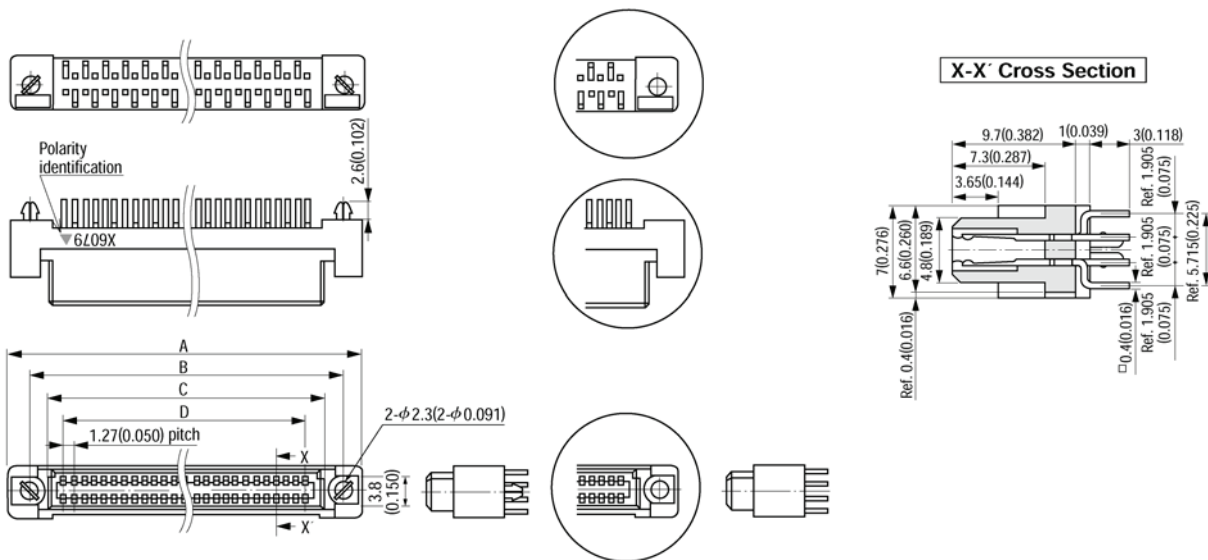 X-X´ Cross Section
Polarity
identification
2.6(0.102)
X60Z9
9.7(0.382)
1(0.039)
3(0.118)
7.3(0.287)
3.65(0.144)
7(0.276)
6.6(0.260)
4.8(0.189)
Ref. 0.4(0.016)
□0.4(0.016)
Ref. 1.905
(0.075)
Ref. 1.905
(0.075)
Ref. 1.905
(0.075)
Ref. 5.715(0.225)
A
B
C
D
1.27(0.050) pitch
2-ϕ2.3(2-ϕ0.091)
X
X´
3.8
(0.150)